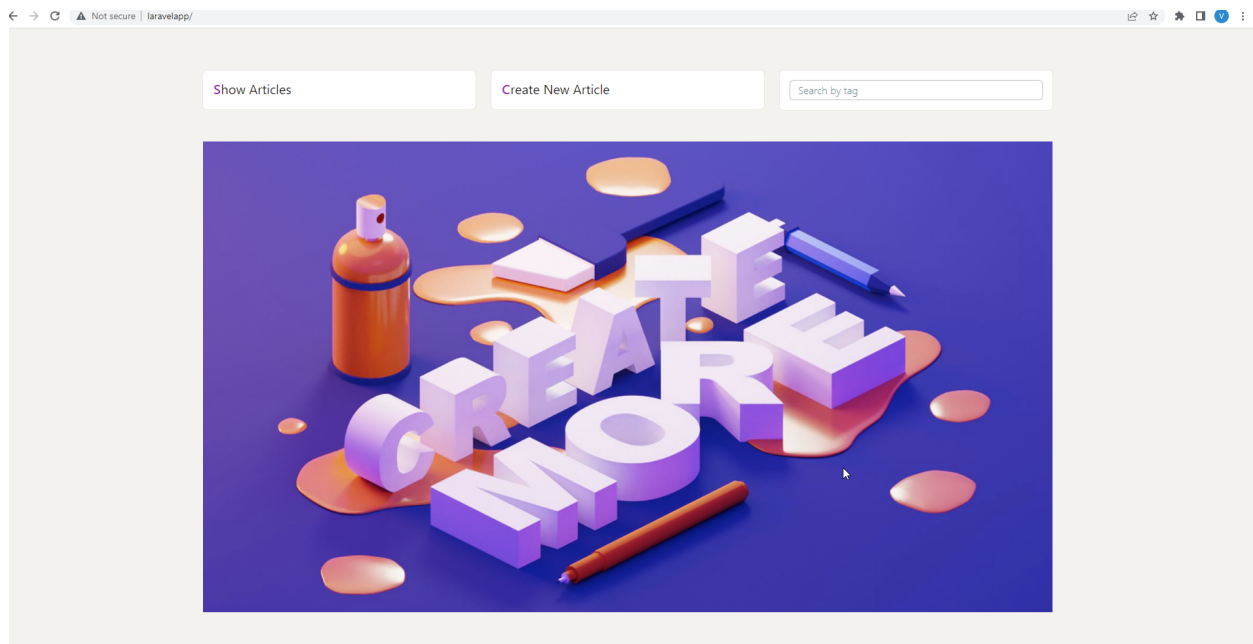 Not secure | laravelapp/
V
Show Articles
Create New Article
Search by tag
CREATE
MORE